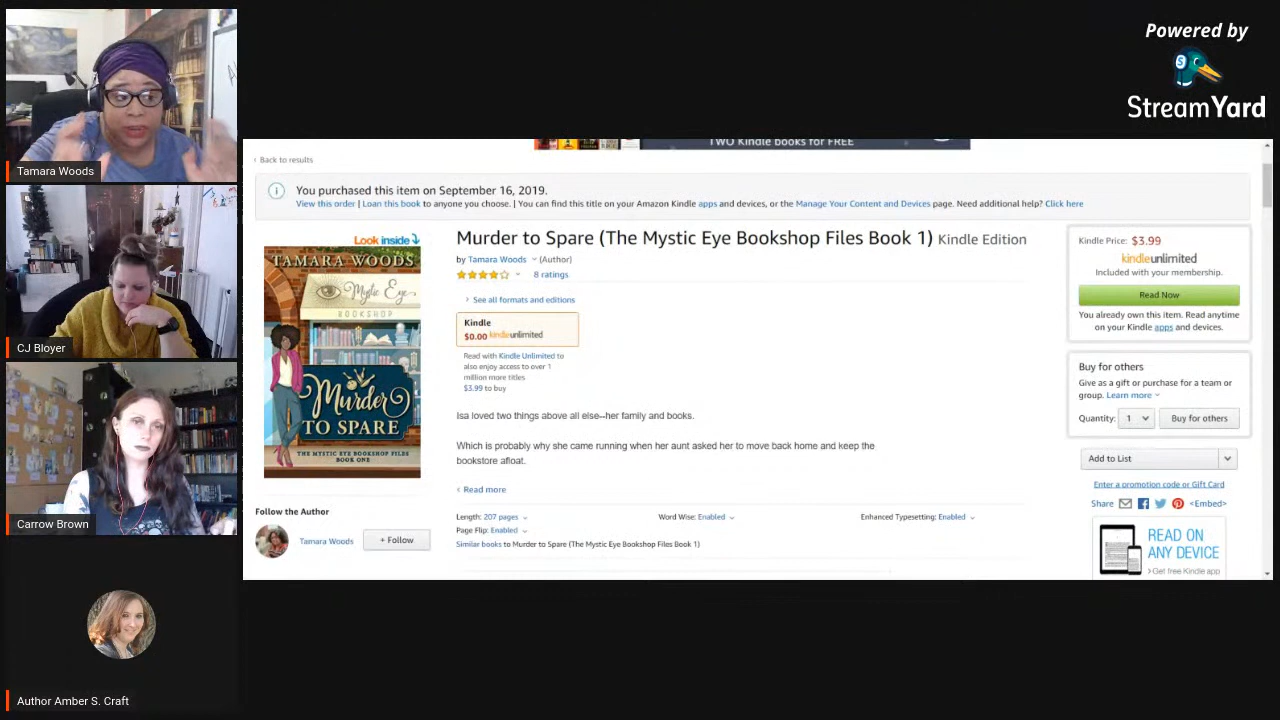 Powered by
StreamYard
Tamara Woods
CJ Bloyer
Carrow Brown
Author Amber S. Craft
TWO Kindle books for FREE
‹ Back to results
You purchased this item on September 16, 2019.
View this order | Loan this book to anyone you choose. | You can find this title on your Amazon Kindle apps and devices, or the Manage Your Content and Devices page. Need additional help? Click here
Look inside
TAMARA WOODS
Mystic Eye
BOOKSHOP
Murder
TO SPARE
THE MYSTIC EYE BOOKSHOP FILES
BOOK ONE
Follow the Author
Tamara Woods
+ Follow
Murder to Spare (The Mystic Eye Bookshop Files Book 1) Kindle Edition
by Tamara Woods (Author)
8 ratings
› See all formats and editions
Kindle
$0.00 kindleunlimited
Read with Kindle Unlimited to
also enjoy access to over 1
million more titles
$3.99 to buy
Isa loved two things above all else--her family and books.
Which is probably why she came running when her aunt asked her to move back home and keep the
bookstore afloat.
‹ Read more
Length: 207 pages
Word Wise: Enabled
Enhanced Typesetting: Enabled
Page Flip: Enabled
Similar books to Murder to Spare (The Mystic Eye Bookshop Files Book 1)
Kindle Price: $3.99
kindleunlimited
Included with your membership.
Read Now
You already own this item. Read anytime
on your Kindle apps and devices.
Buy for others
Give as a gift or purchase for a team or
group. Learn more
Quantity: 1
Buy for others
Add to List
Enter a promotion code or Gift Card
Share <Embed>
READ ON
ANY DEVICE
› Get free Kindle app